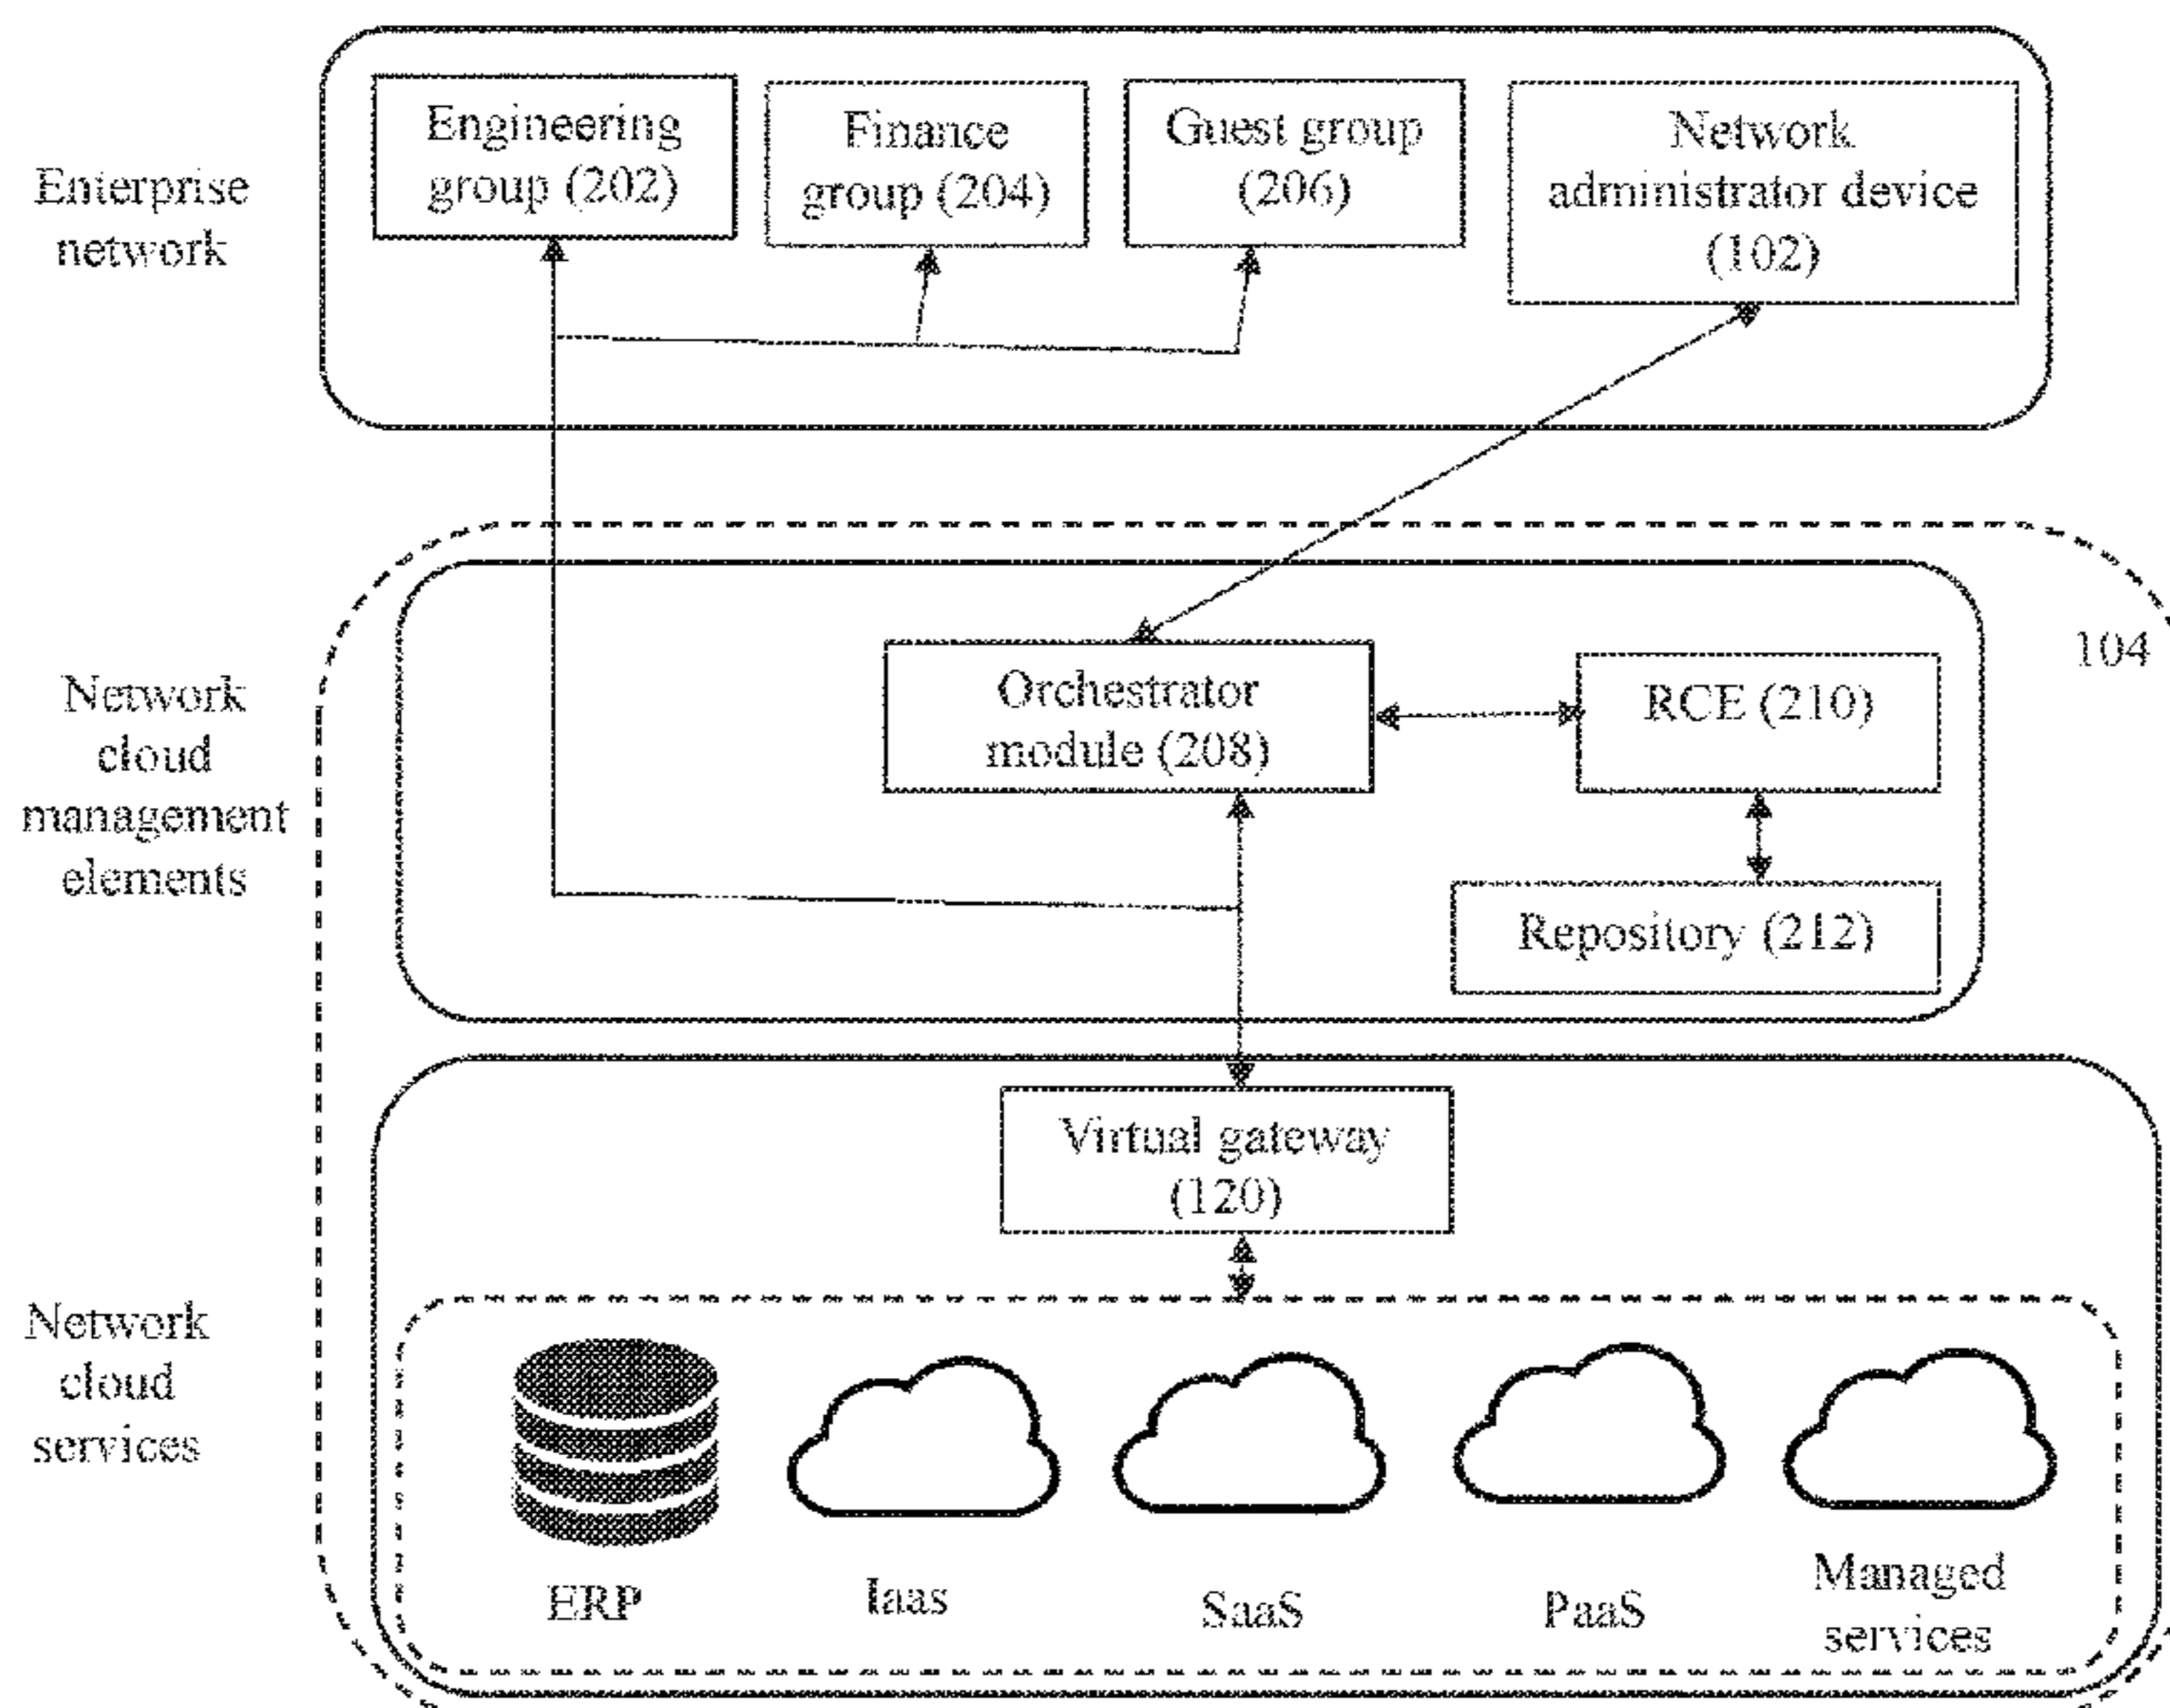 Enterprise
network
Engineering
group (202)
Finance
group (204)
Guest group
(206)
Network
administrator device
(102)
Network
cloud
management
elements
Orchestrator
module (208)
RCE (210)
104
Repository (212)
Virtual gateway
(120)
Network
cloud
services
ERP
Iaas
SaaS
PaaS
Managed
services